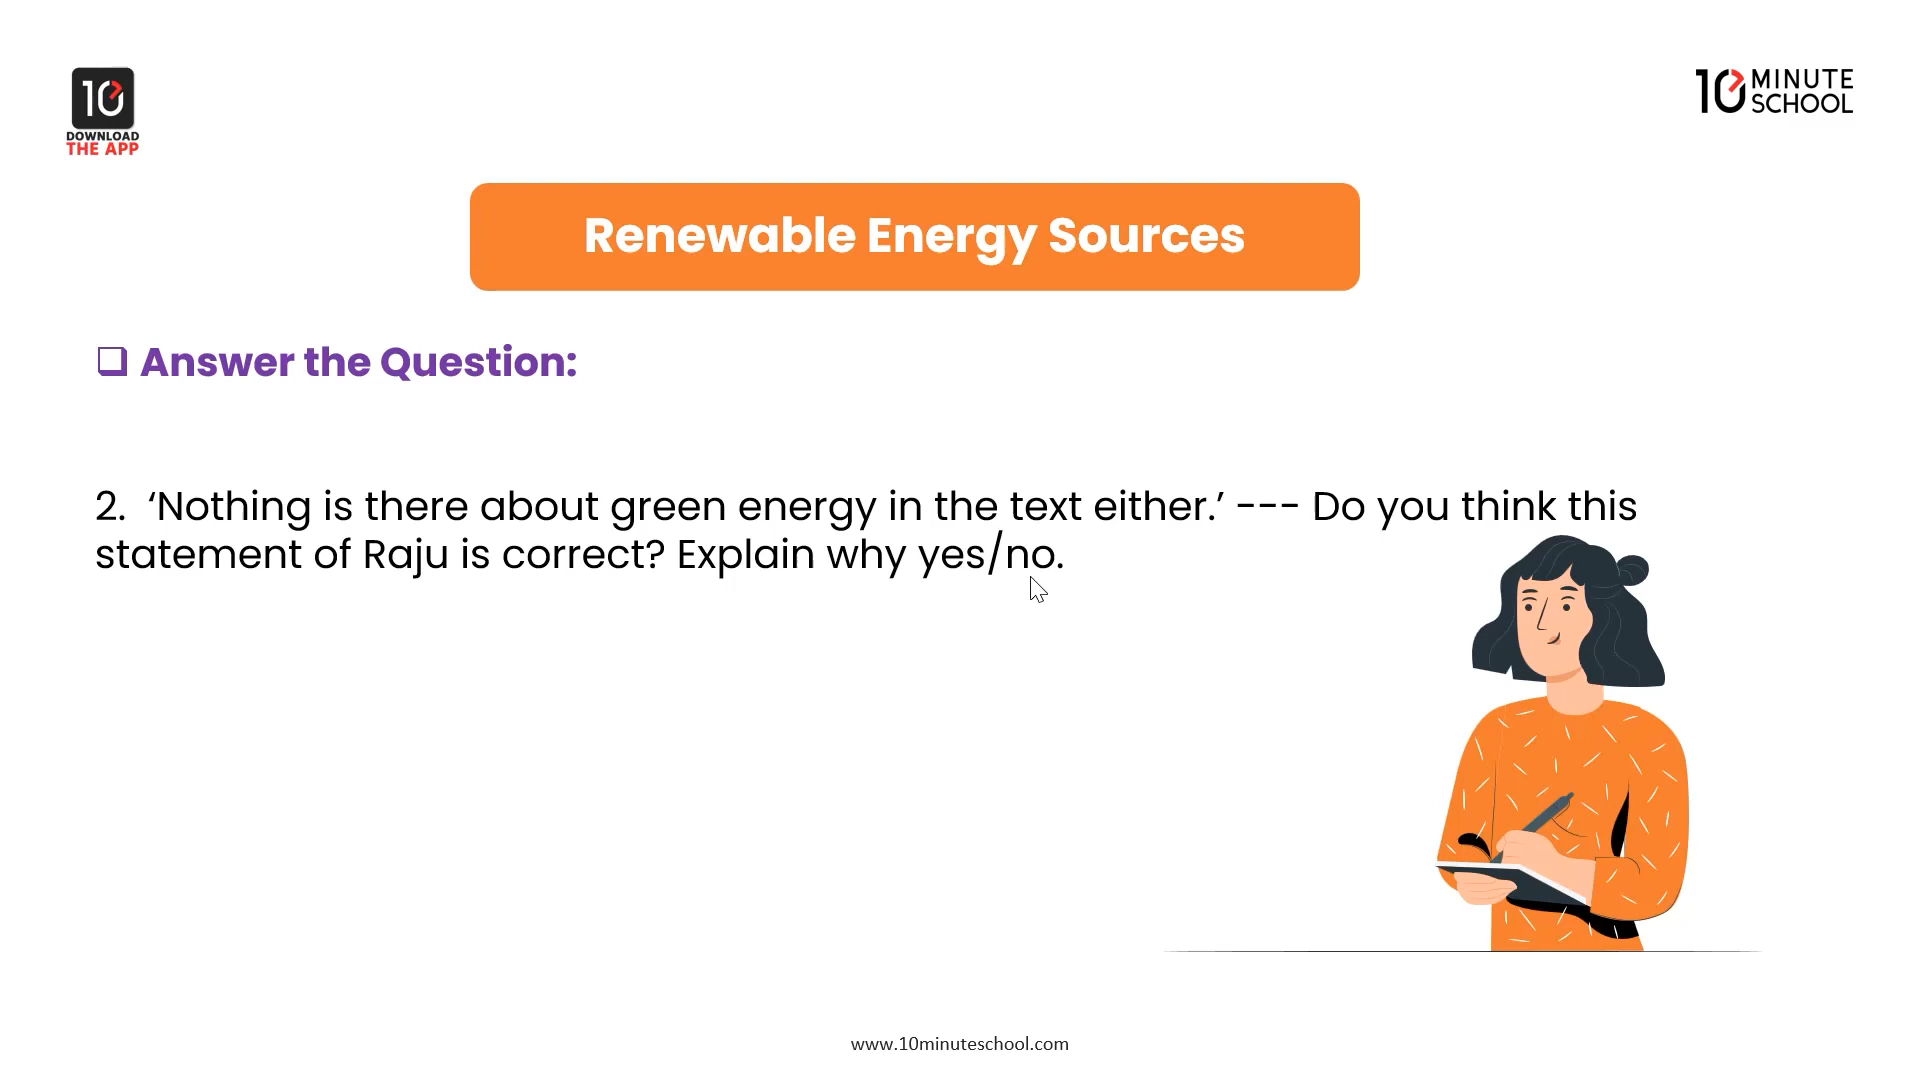 10
DOWNLOAD
THE APP
10 MINUTE
SCHOOL
Renewable Energy Sources
❑ Answer the Question:
2. ‘Nothing is there about green energy in the text either.’ --- Do you think this
statement of Raju is correct? Explain why yes/no.
www.10minuteschool.com